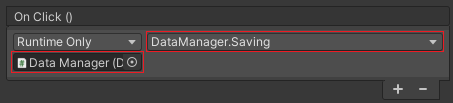 On Click ()
Runtime Only DataManager.Saving
Data Manager (D
+ -